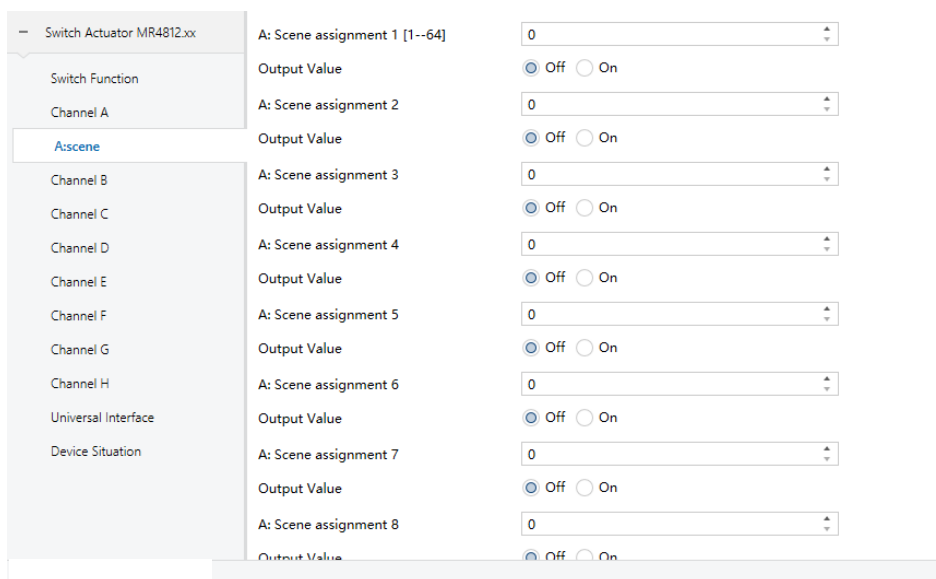 Switch Actuator MR4812.xx
Switch Function
Channel A
A:scene
Channel B
Channel C
Channel D
Channel E
Channel F
Channel G
Channel H
Universal Interface
Device Situation
A: Scene assignment 1 [1--64] 0
Output Value Off On
A: Scene assignment 2 0
Output Value Off On
A: Scene assignment 3 0
Output Value Off On
A: Scene assignment 4 0
Output Value Off On
A: Scene assignment 5 0
Output Value Off On
A: Scene assignment 6 0
Output Value Off On
A: Scene assignment 7 0
Output Value Off On
A: Scene assignment 8 0
Output Value Off On